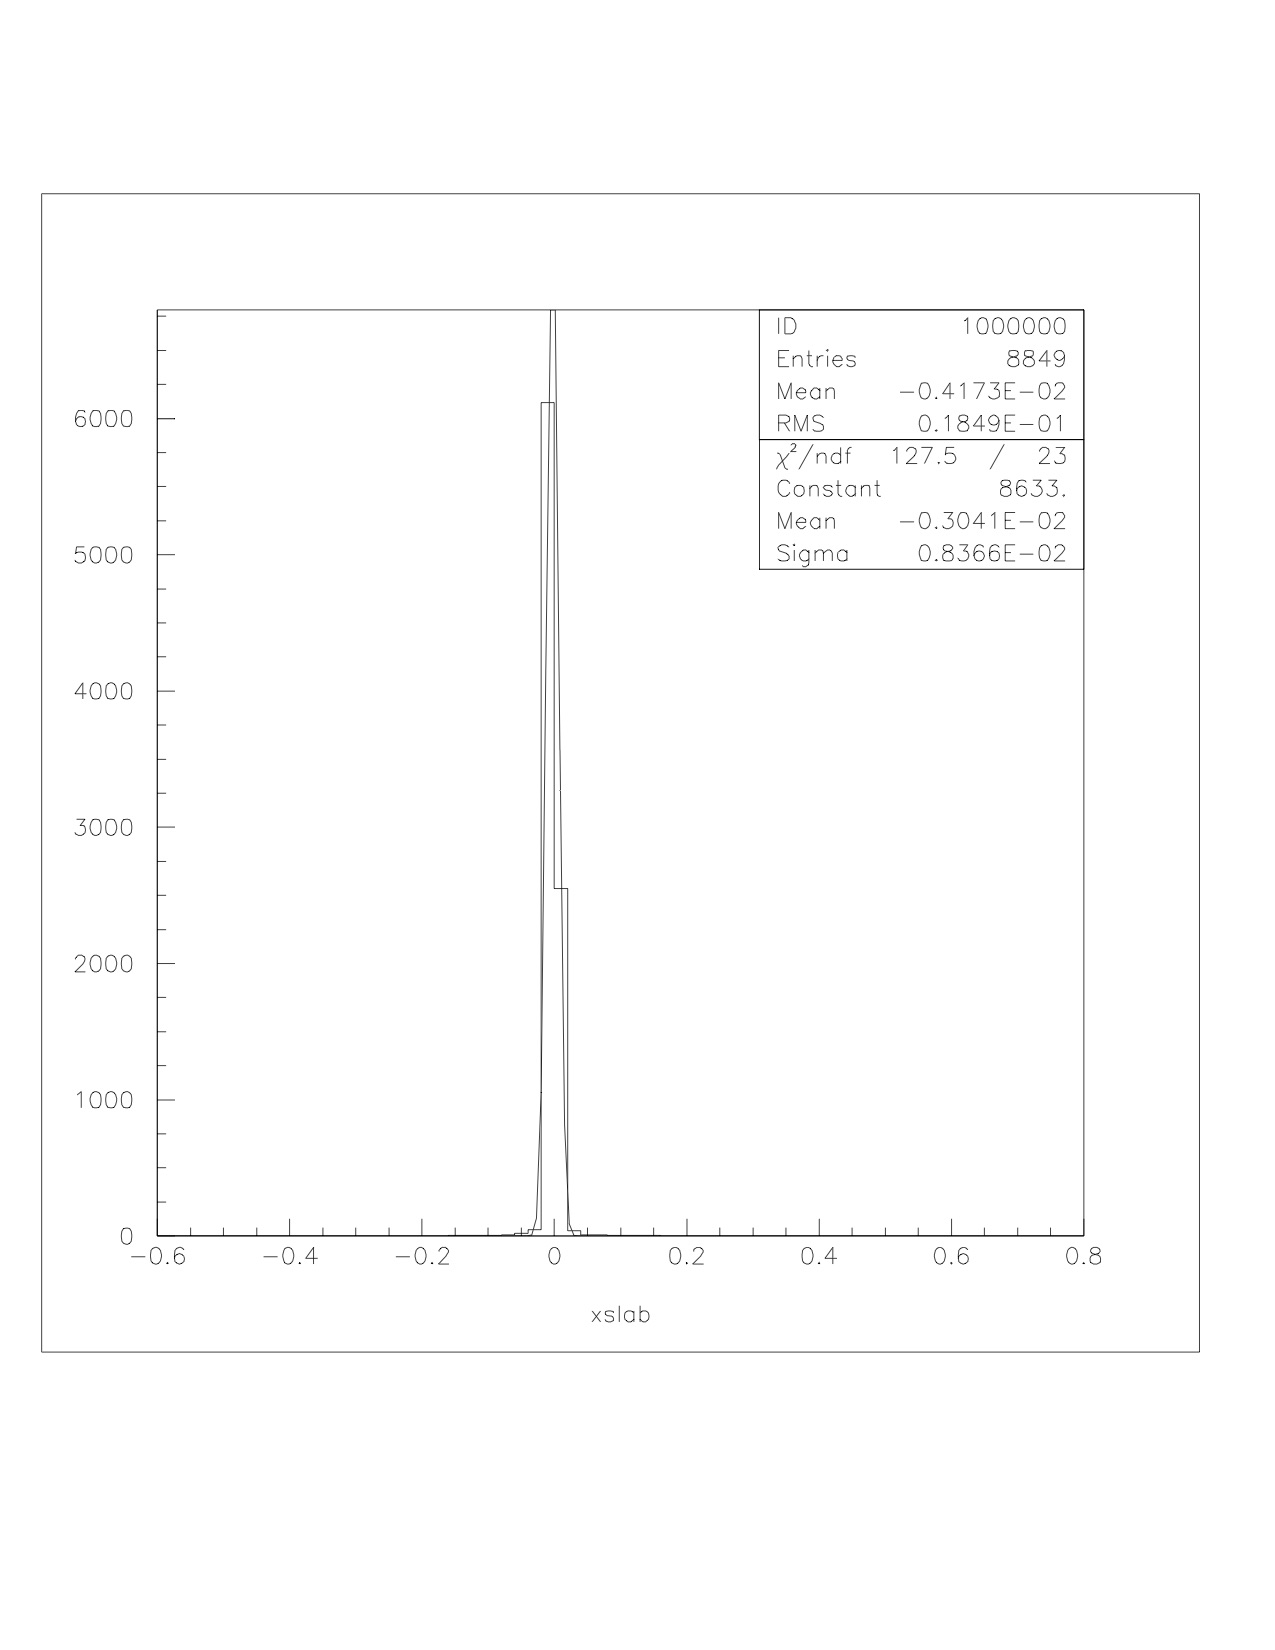 ID 1000000
Entries 8849
Mean −0.4173E−02
RMS 0.1849E−01
χ²/ndf 127.5 / 23
Constant 8633.
Mean −0.3041E−02
Sigma 0.8366E−02
6000
5000
4000
3000
2000
1000
0
−0.6 −0.4 −0.2 0 0.2 0.4 0.6 0.8
xslab